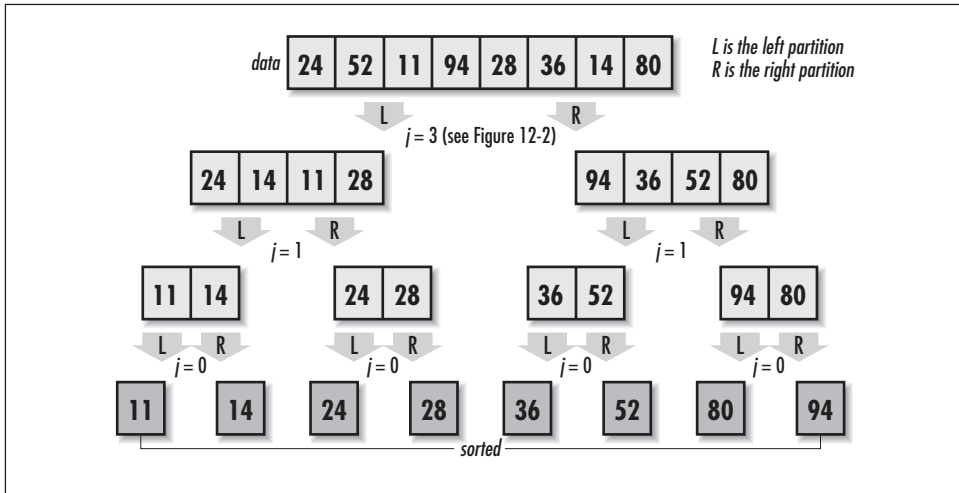 data 24 52 11 94 28 36 14 80
L is the left partition
R is the right partition
L R
j = 3 (see Figure 12-2)
24 14 11 28 94 36 52 80
L R L R
j = 1 j = 1
11 14 24 28 36 52 94 80
L R L R L R L R
j = 0 j = 0 j = 0 j = 0
11 14 24 28 36 52 80 94
sorted